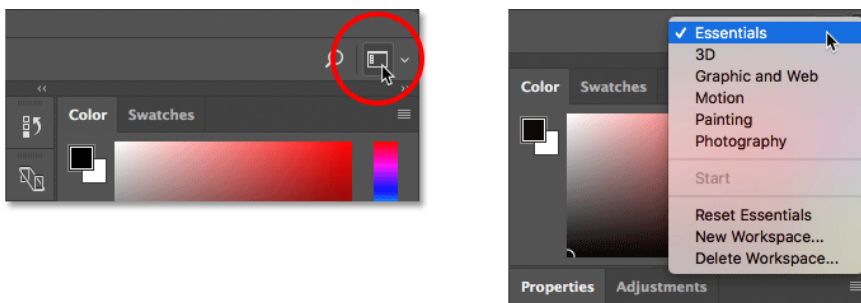 Color Swatches
Essentials
3D
Graphic and Web
Motion
Painting
Photography
Start
Reset Essentials
New Workspace...
Delete Workspace...
Color Swatches
Properties Adjustments